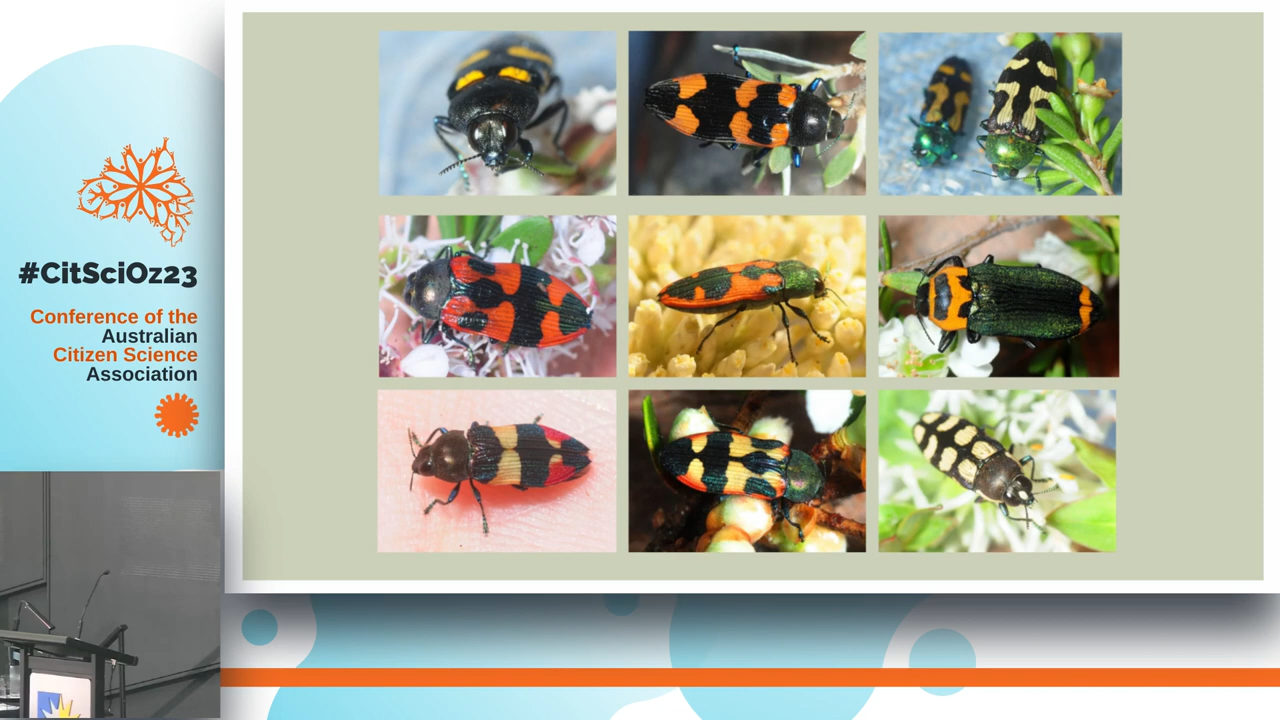 #CitSciOz23
Conference of the
Australian
Citizen Science
Association